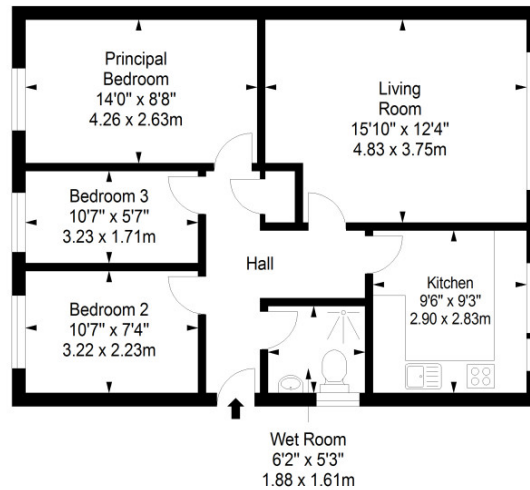 Principal
Bedroom
14'0" x 8'8"
4.26 x 2.63m
Living
Room
15'10" x 12'4"
4.83 x 3.75m
Bedroom 3
10'7" x 5'7"
3.23 x 1.71m
Hall
Kitchen
9'6" x 9'3"
2.90 x 2.83m
Bedroom 2
10'7" x 7'4"
3.22 x 2.23m
Wet Room
6'2" x 5'3"
1.88 x 1.61m